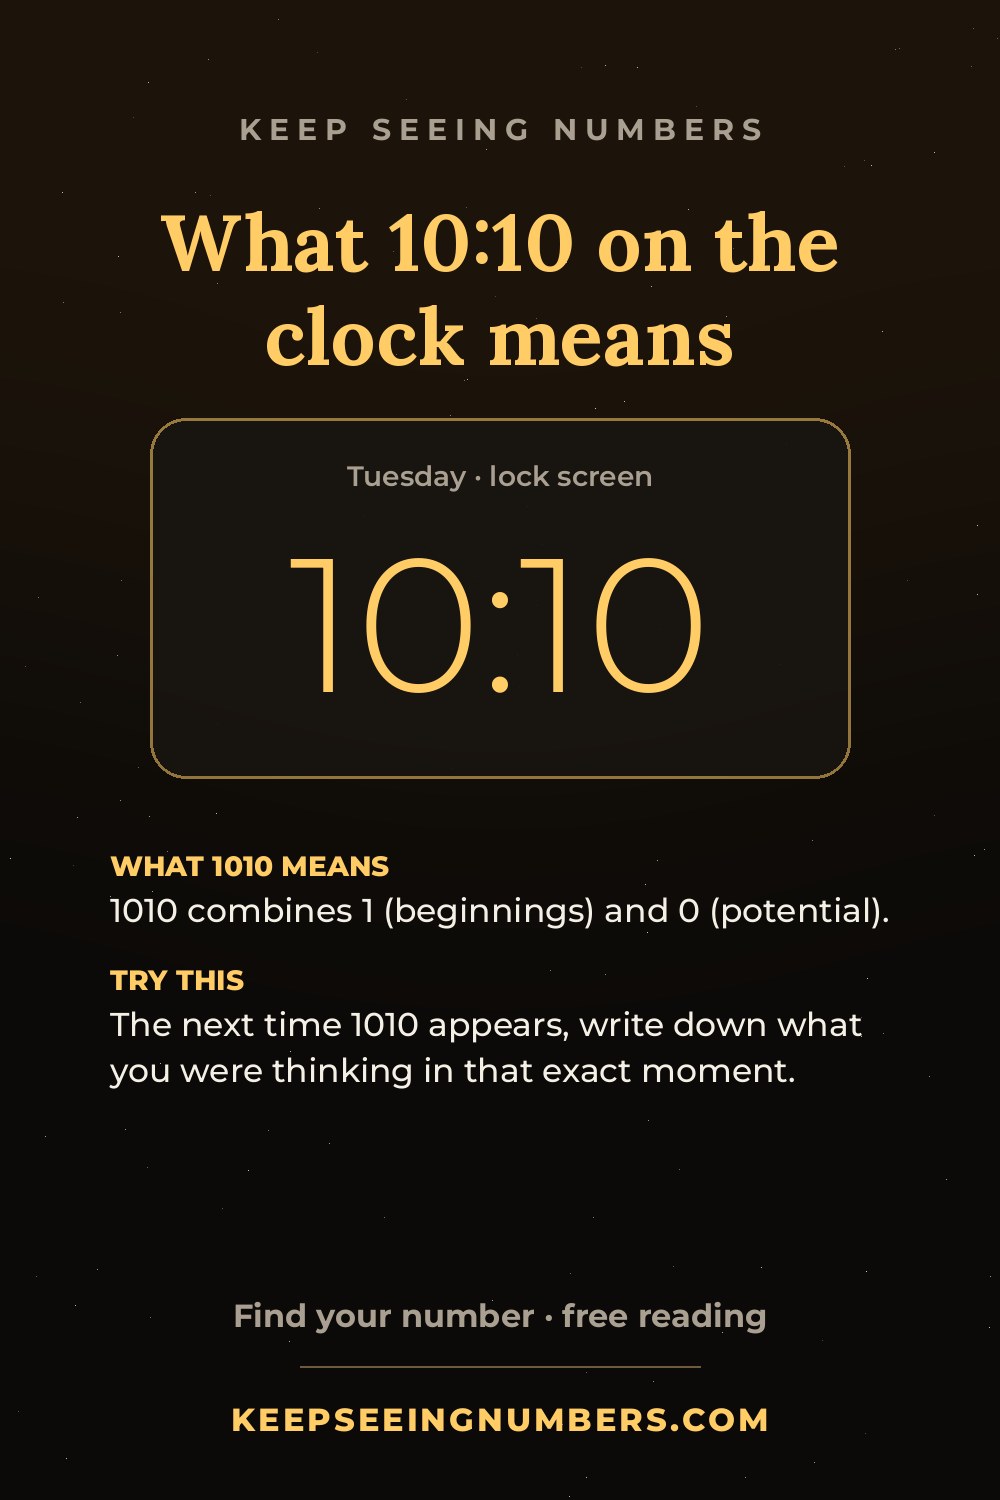 KEEP SEEING NUMBERS
What 10:10 on the
clock means
Tuesday · lock screen
10:10
WHAT 1010 MEANS
1010 combines 1 (beginnings) and 0 (potential).
TRY THIS
The next time 1010 appears, write down what
you were thinking in that exact moment.
Find your number · free reading
KEEPSEEINGNUMBERS.COM